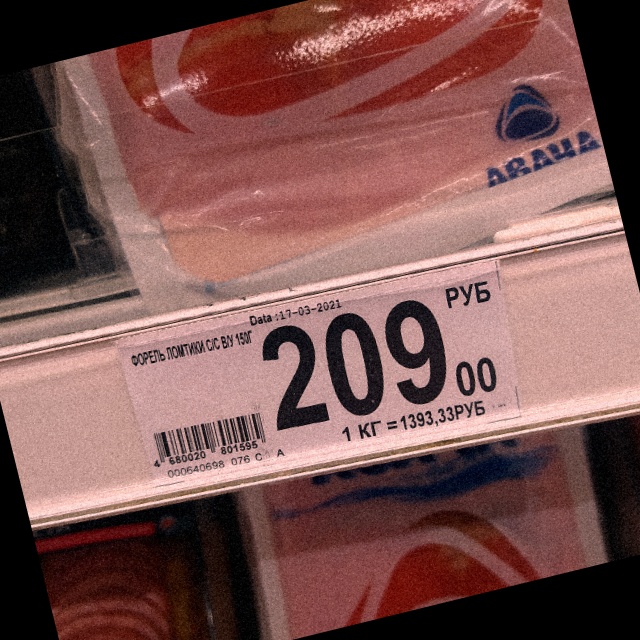 Data :17-03-2021
ФОРЕЛЬ ЛОМТИКИ С/С В/У 150Г
209 00 РУБ
1 КГ =1393,33РУБ
4 680020 801595
000640698 076 C А